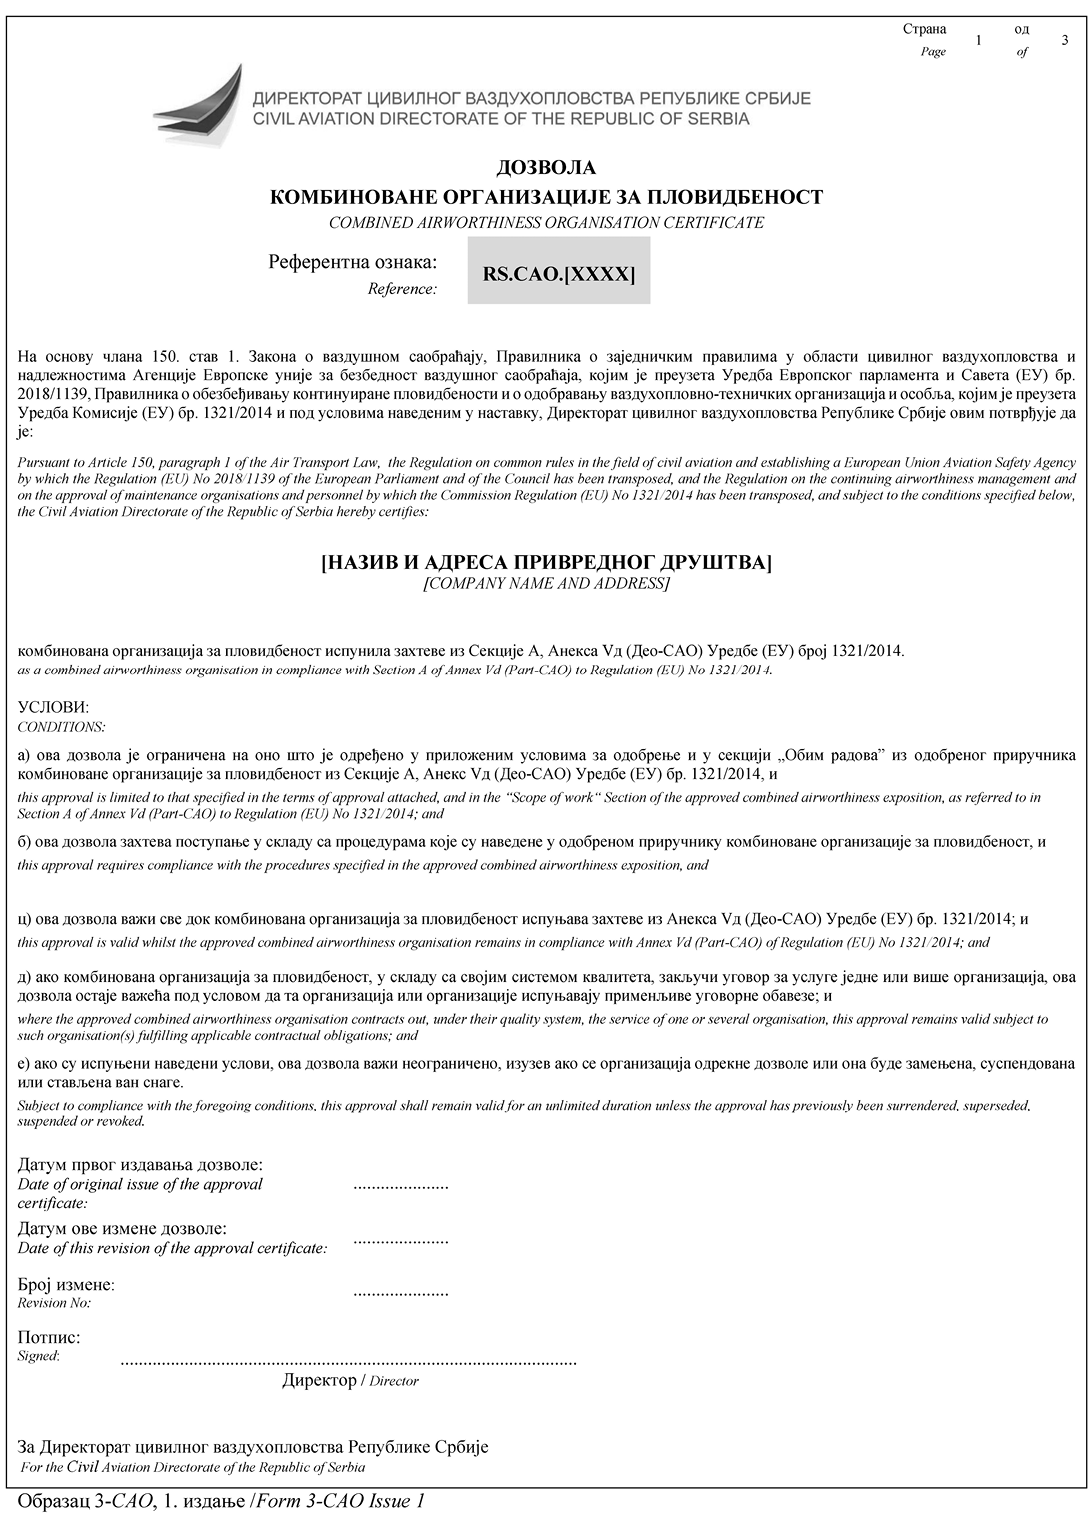 Страна 1 од 3
Page of
ДИРЕКТОРАТ ЦИВИЛНОГ ВАЗДУХОПЛОВСТВА РЕПУБЛИКЕ СРБИЈЕ
CIVIL AVIATION DIRECTORATE OF THE REPUBLIC OF SERBIA
ДОЗВОЛА
КОМБИНОВАНЕ ОРГАНИЗАЦИЈЕ ЗА ПЛОВИДБЕНОСТ
COMBINED AIRWORTHINESS ORGANISATION CERTIFICATE
Референтна ознака:
Reference:
RS.CAO.[XXXX]
На основу члана 150. став 1. Закона о ваздушном саобраћају, Правилника о заједничким правилима у области цивилног ваздухопловства и
надлежностима Агенције Европске уније за безбедност ваздушног саобраћаја, којим је преузета Уредба Европског парламента и Савета (ЕУ) бр.
2018/1139, Правилника о обезбеђивању континуиране пловидбености и о одобравању ваздухопловно-техничких организација и особља, којим је преузета
Уредба Комисије (ЕУ) бр. 1321/2014 и под условима наведеним у наставку, Директорат цивилног ваздухопловства Републике Србије овим потврђује да
је:
Pursuant to Article 150, paragraph 1 of the Air Transport Law, the Regulation on common rules in the field of civil aviation and establishing a European Union Aviation Safety Agency
by which the Regulation (EU) No 2018/1139 of the European Parliament and of the Council has been transposed, and the Regulation on the continuing airworthiness management and
on the approval of maintenance organisations and personnel by which the Commission Regulation (EU) No 1321/2014 has been transposed, and subject to the conditions specified below,
the Civil Aviation Directorate of the Republic of Serbia hereby certifies:
[НАЗИВ И АДРЕСА ПРИВРЕДНОГ ДРУШТВА]
[COMPANY NAME AND ADDRESS]
комбинована организација за пловидбеност испунила захтеве из Секције А, Анекса Vд (Део-САО) Уредбе (ЕУ) број 1321/2014.
as a combined airworthiness organisation in compliance with Section A of Annex Vd (Part-CAO) to Regulation (EU) No 1321/2014.
УСЛОВИ:
CONDITIONS:
а) ова дозвола је ограничена на оно што је одређено у приложеним условима за одобрење и у секцији „Обим радова” из одобреног приручника
комбиноване организације за пловидбеност из Секције А, Анекс Vд (Део-САО) Уредбе (ЕУ) бр. 1321/2014, и
this approval is limited to that specified in the terms of approval attached, and in the “Scope of work“ Section of the approved combined airworthiness exposition, as referred to in
Section A of Annex Vd (Part-CAO) to Regulation (EU) No 1321/2014; and
б) ова дозвола захтева поступање у складу са процедурама које су наведене у одобреном приручнику комбиноване организације за пловидбеност, и
this approval requires compliance with the procedures specified in the approved combined airworthiness exposition, and
ц) ова дозвола важи све док комбинована организација за пловидбеност испуњава захтеве из Анекса Vд (Део-САО) Уредбе (ЕУ) бр. 1321/2014; и
this approval is valid whilst the approved combined airworthiness organisation remains in compliance with Annex Vd (Part-CAO) of Regulation (EU) No 1321/2014; and
д) ако комбинована организација за пловидбеност, у складу са својим системом квалитета, закључи уговор за услуге једне или више организација, ова
дозвола остаје важећа под условом да та организација или организације испуњавају применљиве уговорне обавезе; и
where the approved combined airworthiness organisation contracts out, under their quality system, the service of one or several organisation, this approval remains valid subject to
such organisation(s) fulfilling applicable contractual obligations; and
е) ако су испуњени наведени услови, ова дозвола важи неограничено, изузев ако се организација одрекне дозволе или она буде замењена, суспендована
или стављена ван снаге.
Subject to compliance with the foregoing conditions, this approval shall remain valid for an unlimited duration unless the approval has previously been surrendered, superseded,
suspended or revoked.
Датум првог издавања дозволе:
Date of original issue of the approval .....................
certificate:
Датум ове измене дозволе:
Date of this revision of the approval certificate: .....................
Број измене: .....................
Revision No:
Потпис:
Signed: .....................................................................................................
Директор / Director
За Директорат цивилног ваздухопловства Републике Србије
For the Civil Aviation Directorate of the Republic of Serbia
Образац 3-CAO, 1. издање /Form 3-CAO Issue 1